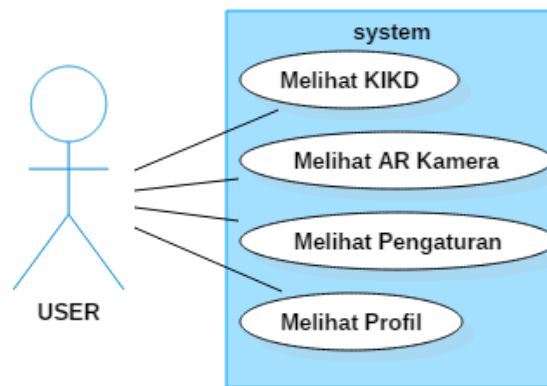 system
Melihat KIKD
Melihat AR Kamera
Melihat Pengaturan
Melihat Profil
USER